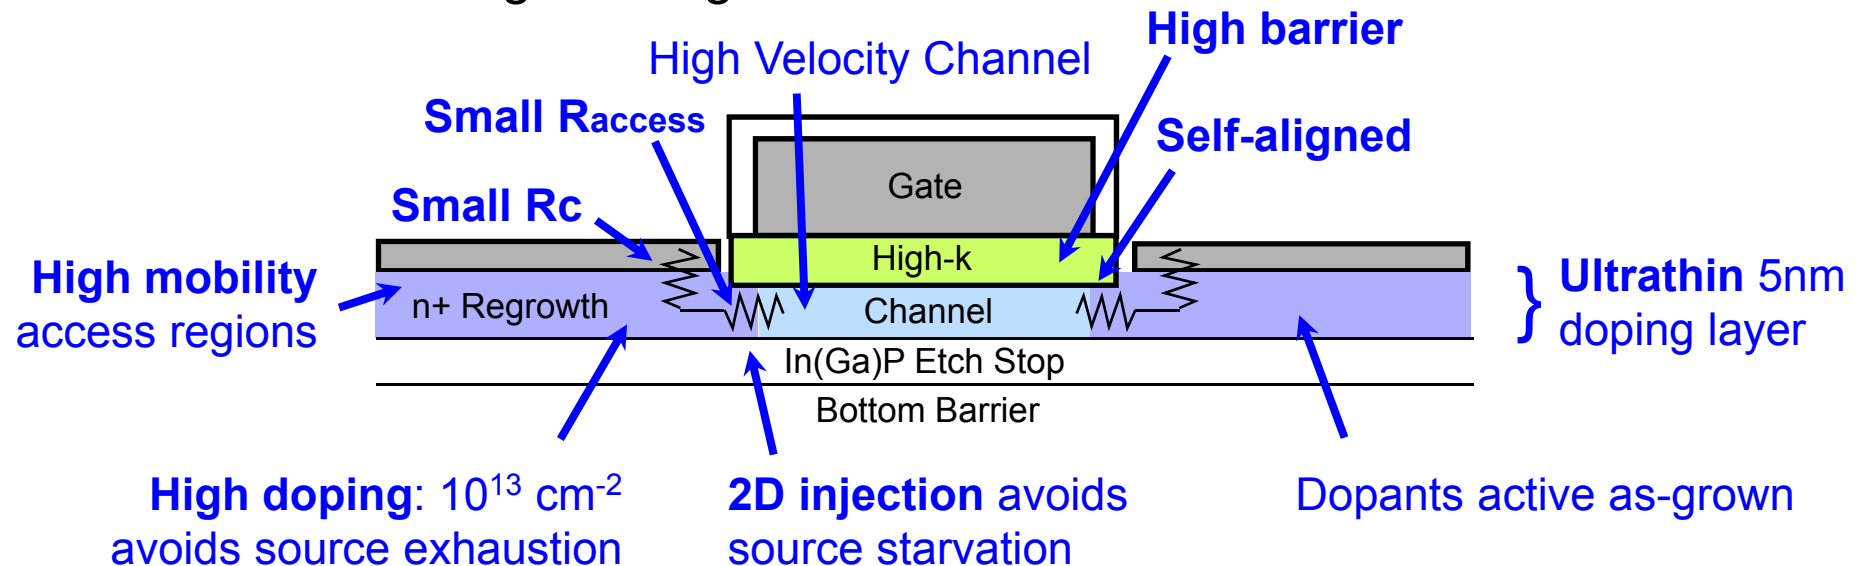 High barrier
High Velocity Channel
Small Raccess
Self-aligned
Gate
Small Rc
High-k
High mobility
access regions
n+ Regrowth
Channel
} Ultrathin 5nm
doping layer
In(Ga)P Etch Stop
Bottom Barrier
High doping: 10¹³ cm⁻²
avoids source exhaustion
2D injection avoids
source starvation
Dopants active as-grown